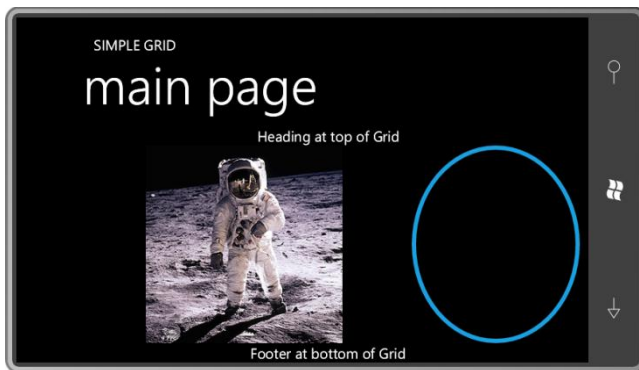 SIMPLE GRID
main page
Heading at top of Grid
Footer at bottom of Grid